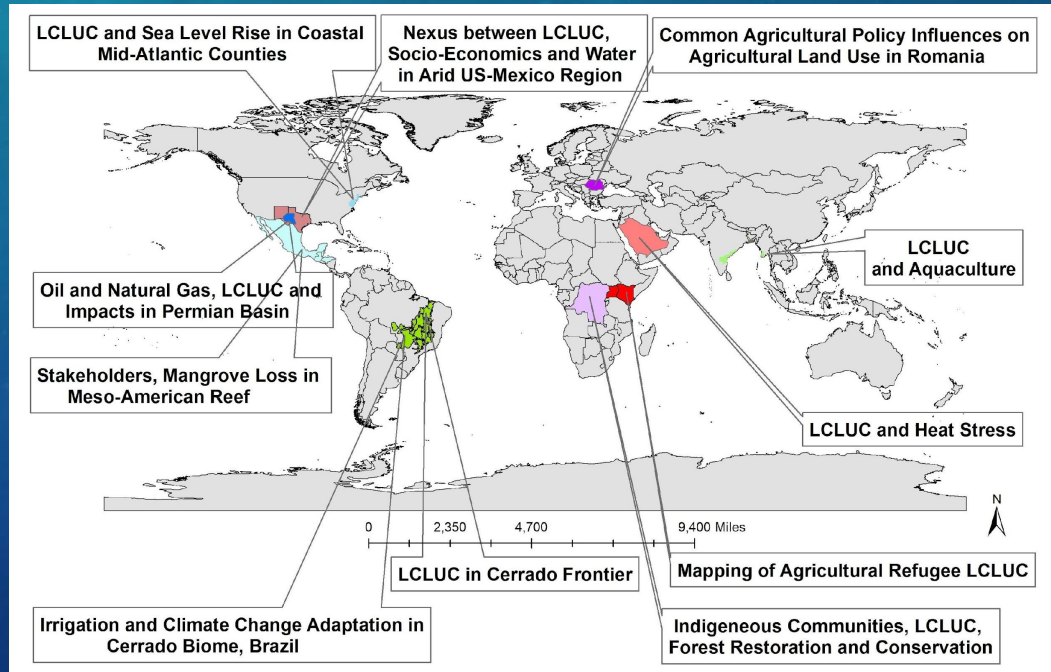 LCLUC and Sea Level Rise in Coastal
Mid-Atlantic Counties
Nexus between LCLUC,
Socio-Economics and Water
in Arid US-Mexico Region
Common Agricultural Policy Influences on
Agricultural Land Use in Romania
LCLUC
and Aquaculture
Oil and Natural Gas, LCLUC and
Impacts in Permian Basin
Stakeholders, Mangrove Loss in
Meso-American Reef
LCLUC and Heat Stress
N
0 2,350 4,700 9,400 Miles
LCLUC in Cerrado Frontier
Mapping of Agricultural Refugee LCLUC
Irrigation and Climate Change Adaptation in
Cerrado Biome, Brazil
Indigeneous Communities, LCLUC,
Forest Restoration and Conservation